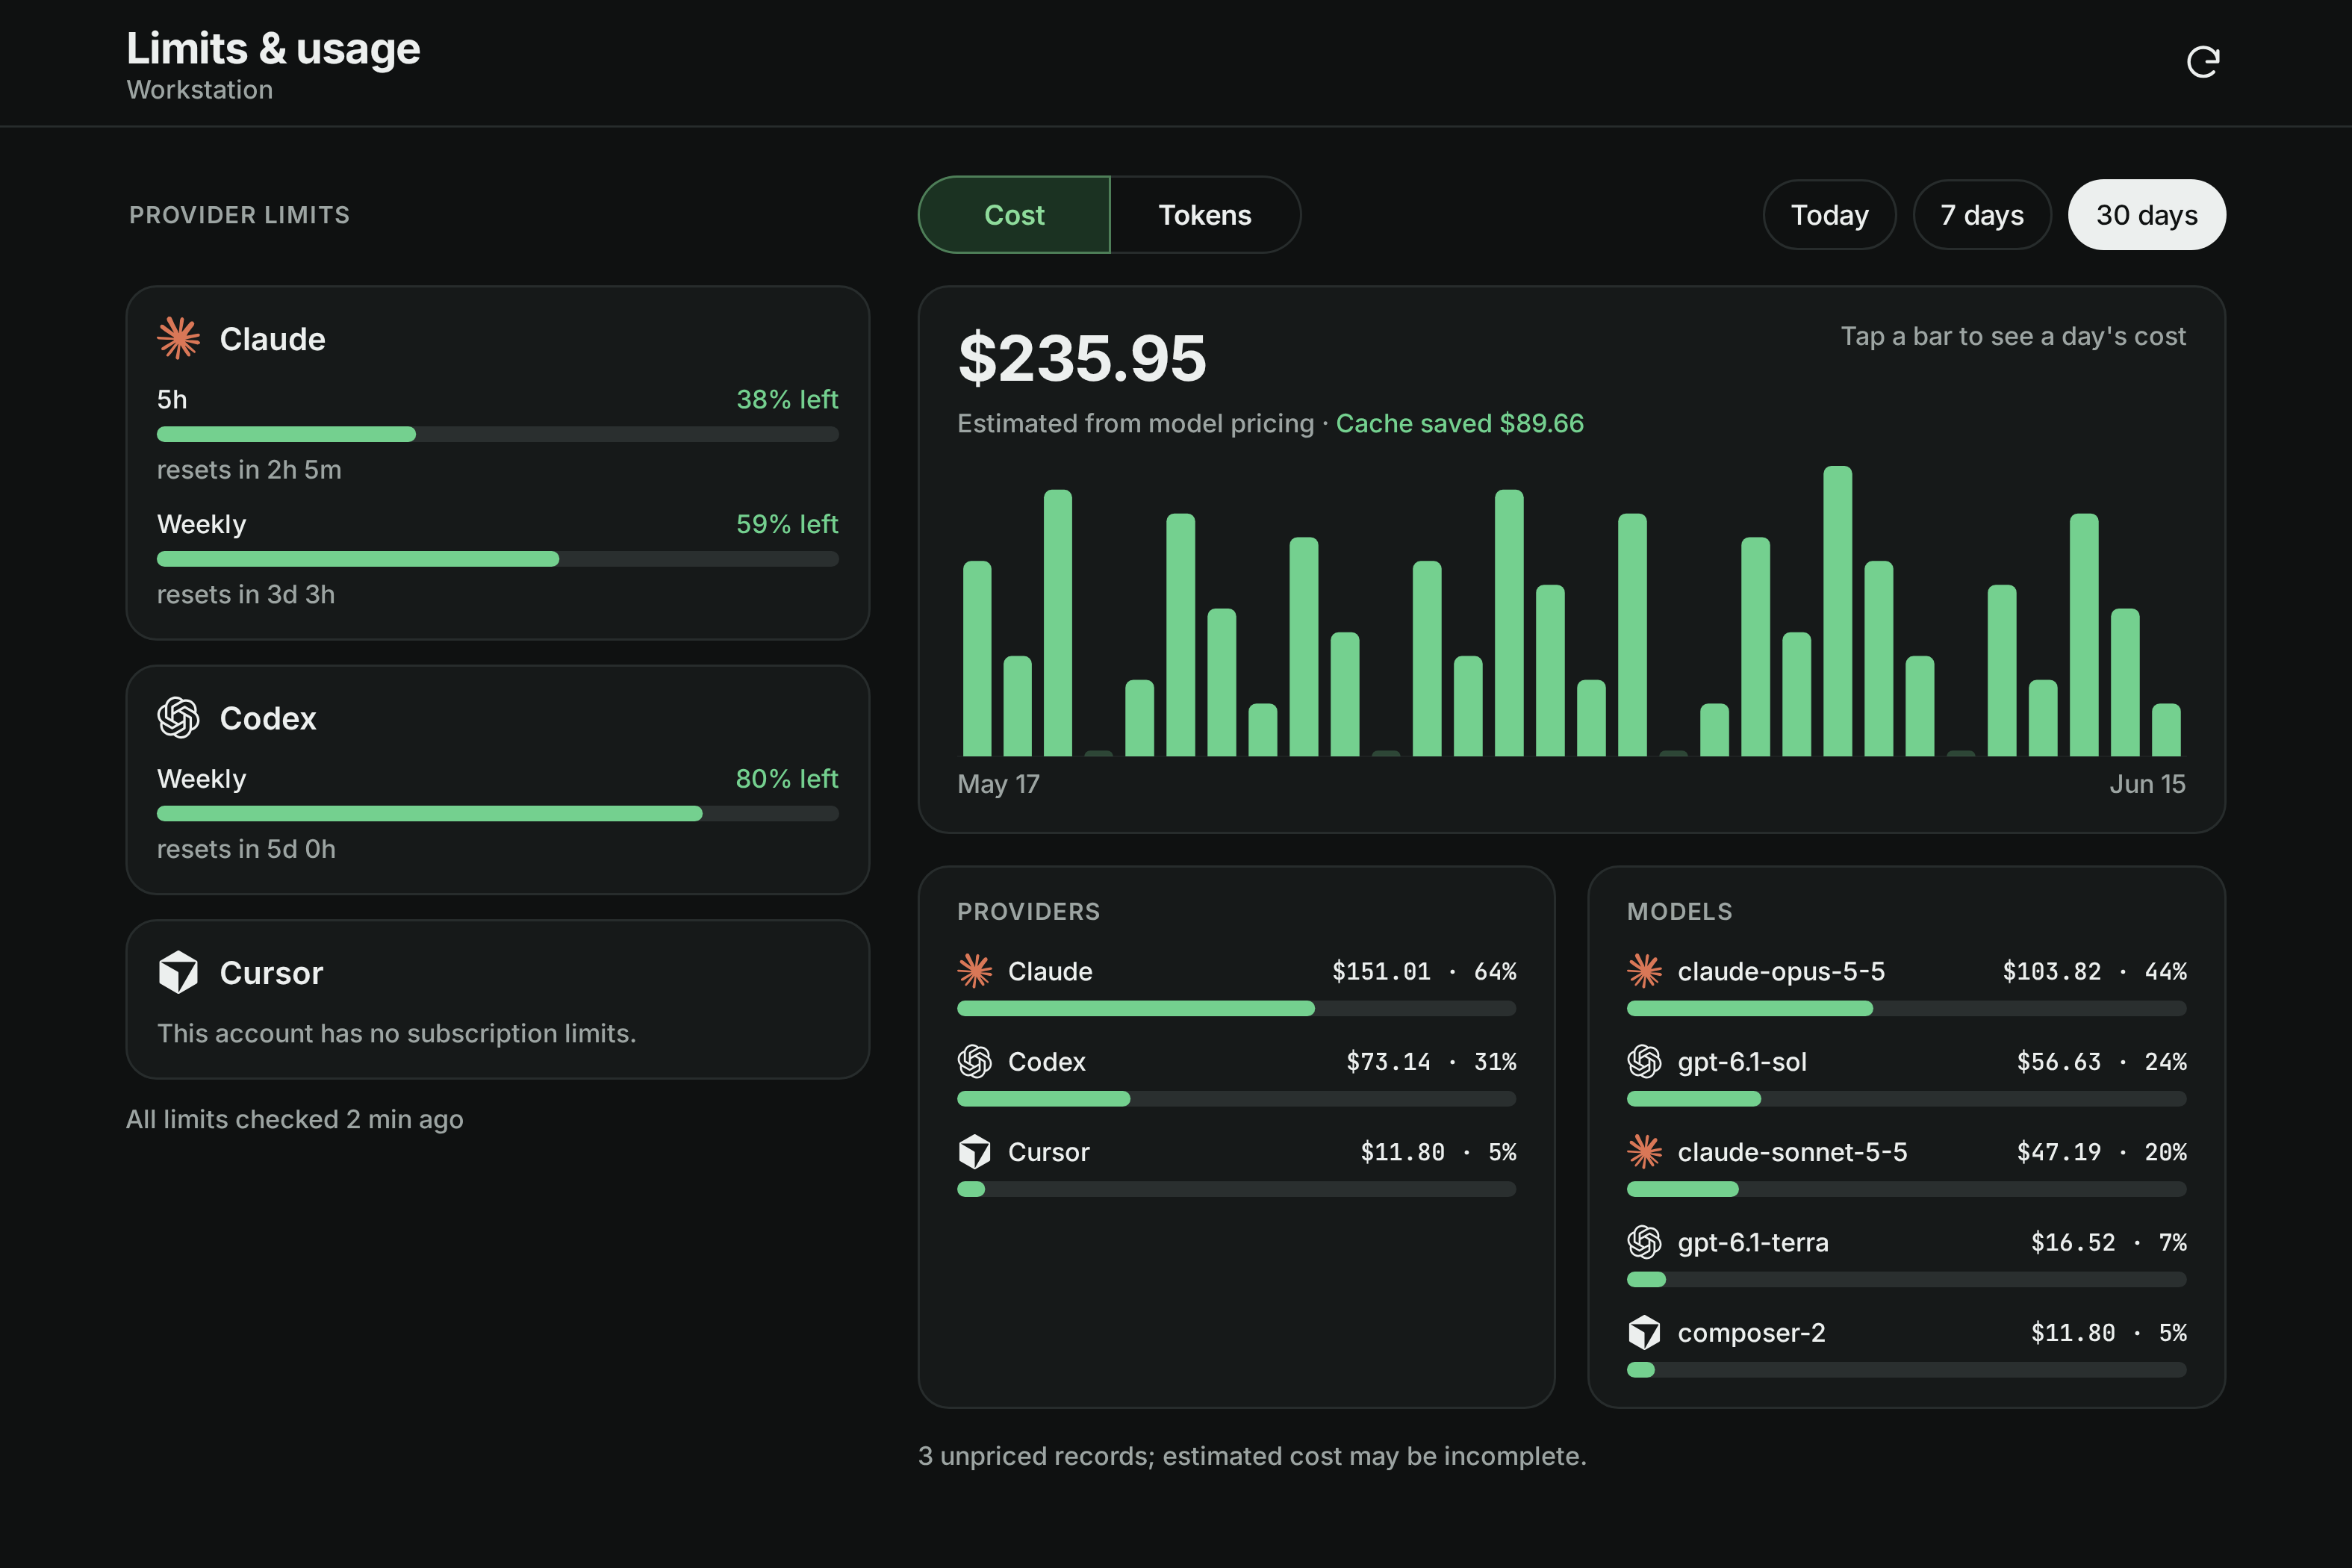 Limits & usage
Workstation
PROVIDER LIMITS
Claude
5h 38% left
resets in 2h 5m
Weekly 59% left
resets in 3d 3h
Codex
Weekly 80% left
resets in 5d 0h
Cursor
This account has no subscription limits.
All limits checked 2 min ago
Cost Tokens
Today 7 days 30 days
$235.95
Tap a bar to see a day's cost
Estimated from model pricing · Cache saved $89.66
May 17 Jun 15
PROVIDERS
Claude $151.01 · 64%
Codex $73.14 · 31%
Cursor $11.80 · 5%
MODELS
claude-opus-5-5 $103.82 · 44%
gpt-6.1-sol $56.63 · 24%
claude-sonnet-5-5 $47.19 · 20%
gpt-6.1-terra $16.52 · 7%
composer-2 $11.80 · 5%
3 unpriced records; estimated cost may be incomplete.